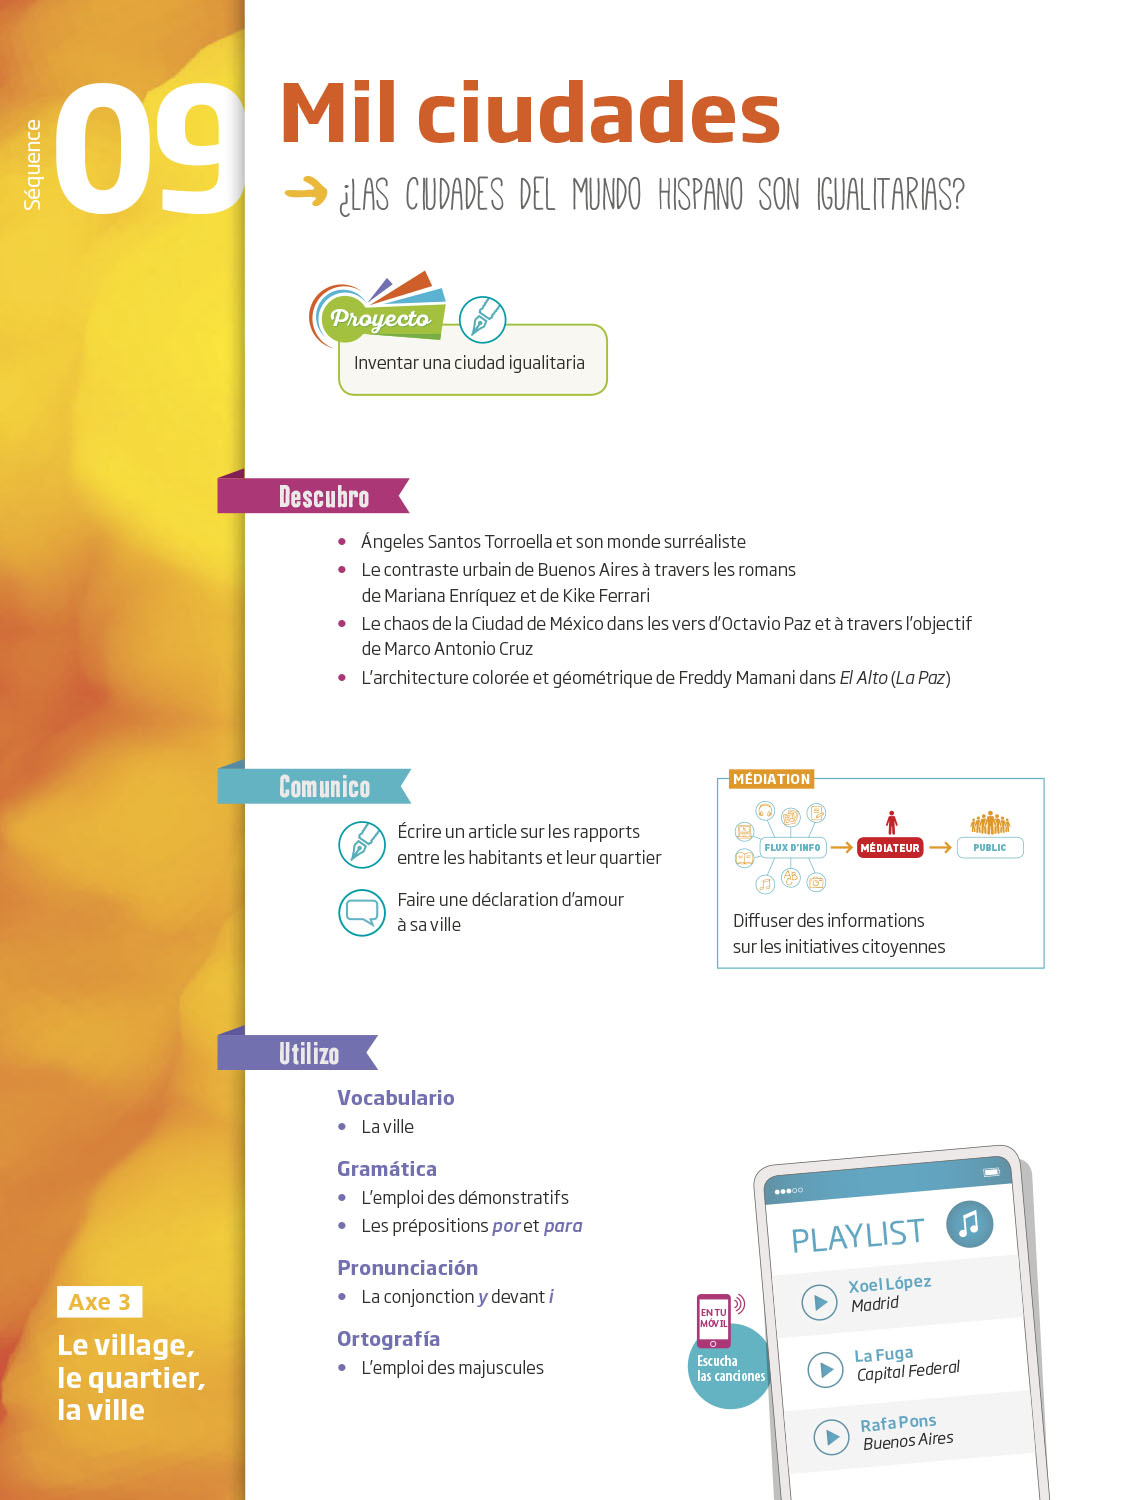 Séquence
09
Mil ciudades
¿LAS CIUDADES DEL MUNDO HISPANO SON IGUALITARIAS?
Proyecto
Inventar una ciudad igualitaria
Descubro
• Ángeles Santos Torroella et son monde surréaliste
• Le contraste urbain de Buenos Aires à travers les romans
de Mariana Enríquez et de Kike Ferrari
• Le chaos de la Ciudad de México dans les vers d'Octavio Paz et à travers l'objectif
de Marco Antonio Cruz
• L'architecture colorée et géométrique de Freddy Mamani dans El Alto (La Paz)
Comunico
Écrire un article sur les rapports
entre les habitants et leur quartier
Faire une déclaration d'amour
à sa ville
MÉDIATION
FLUX D'INFO
MÉDIATEUR
PUBLIC
ABC
Diffuser des informations
sur les initiatives citoyennes
Utilizo
Vocabulario
• La ville
Gramática
• L'emploi des démonstratifs
• Les prépositions por et para
Pronunciación
• La conjonction y devant i
Ortografía
• L'emploi des majuscules
Axe 3
Le village,
le quartier,
la ville
EN TU
MÓVIL
Escucha
las canciones
PLAYLIST
Xoel López
Madrid
La Fuga
Capital Federal
Rafa Pons
Buenos Aires